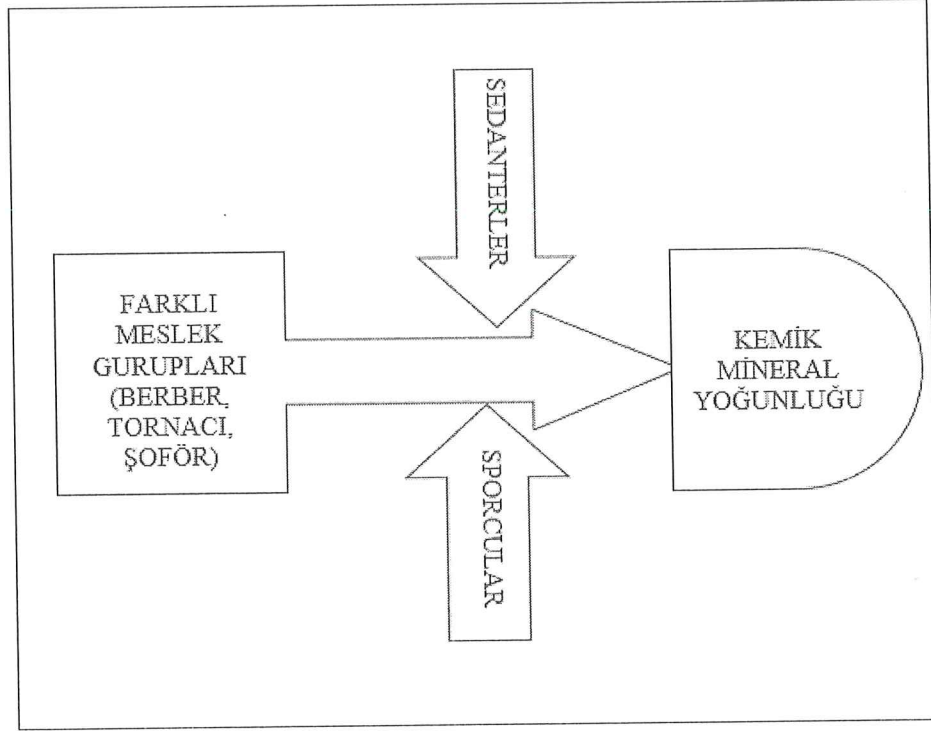 SEDANTERLER
FARKLI
MESLEK
GURUPLARI
(BERBER,
TORNACI,
ŞOFÖR)
KEMİK
MİNERAL
YOĞUNLUĞU
SPORCULAR